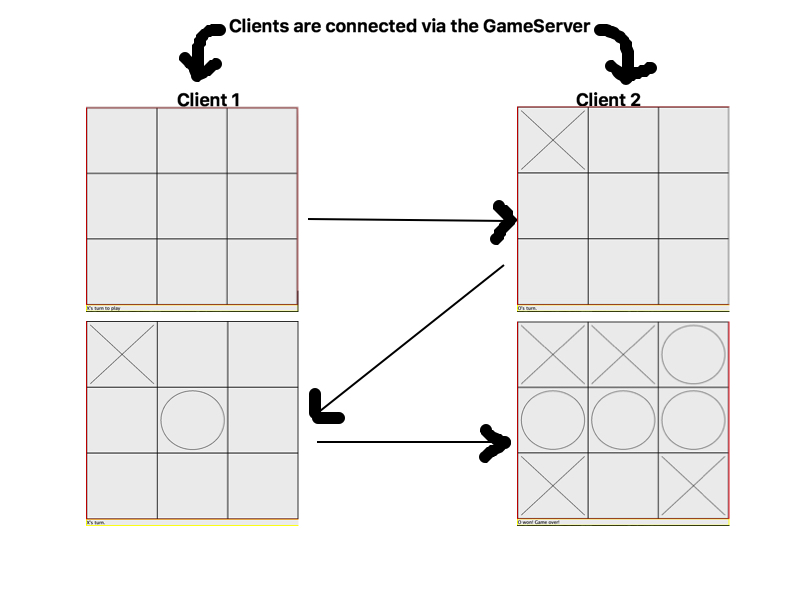 Clients are connected via the GameServer
Client 1
Client 2
X's turn to play
O's turn.
X's turn.
O won! Game over!